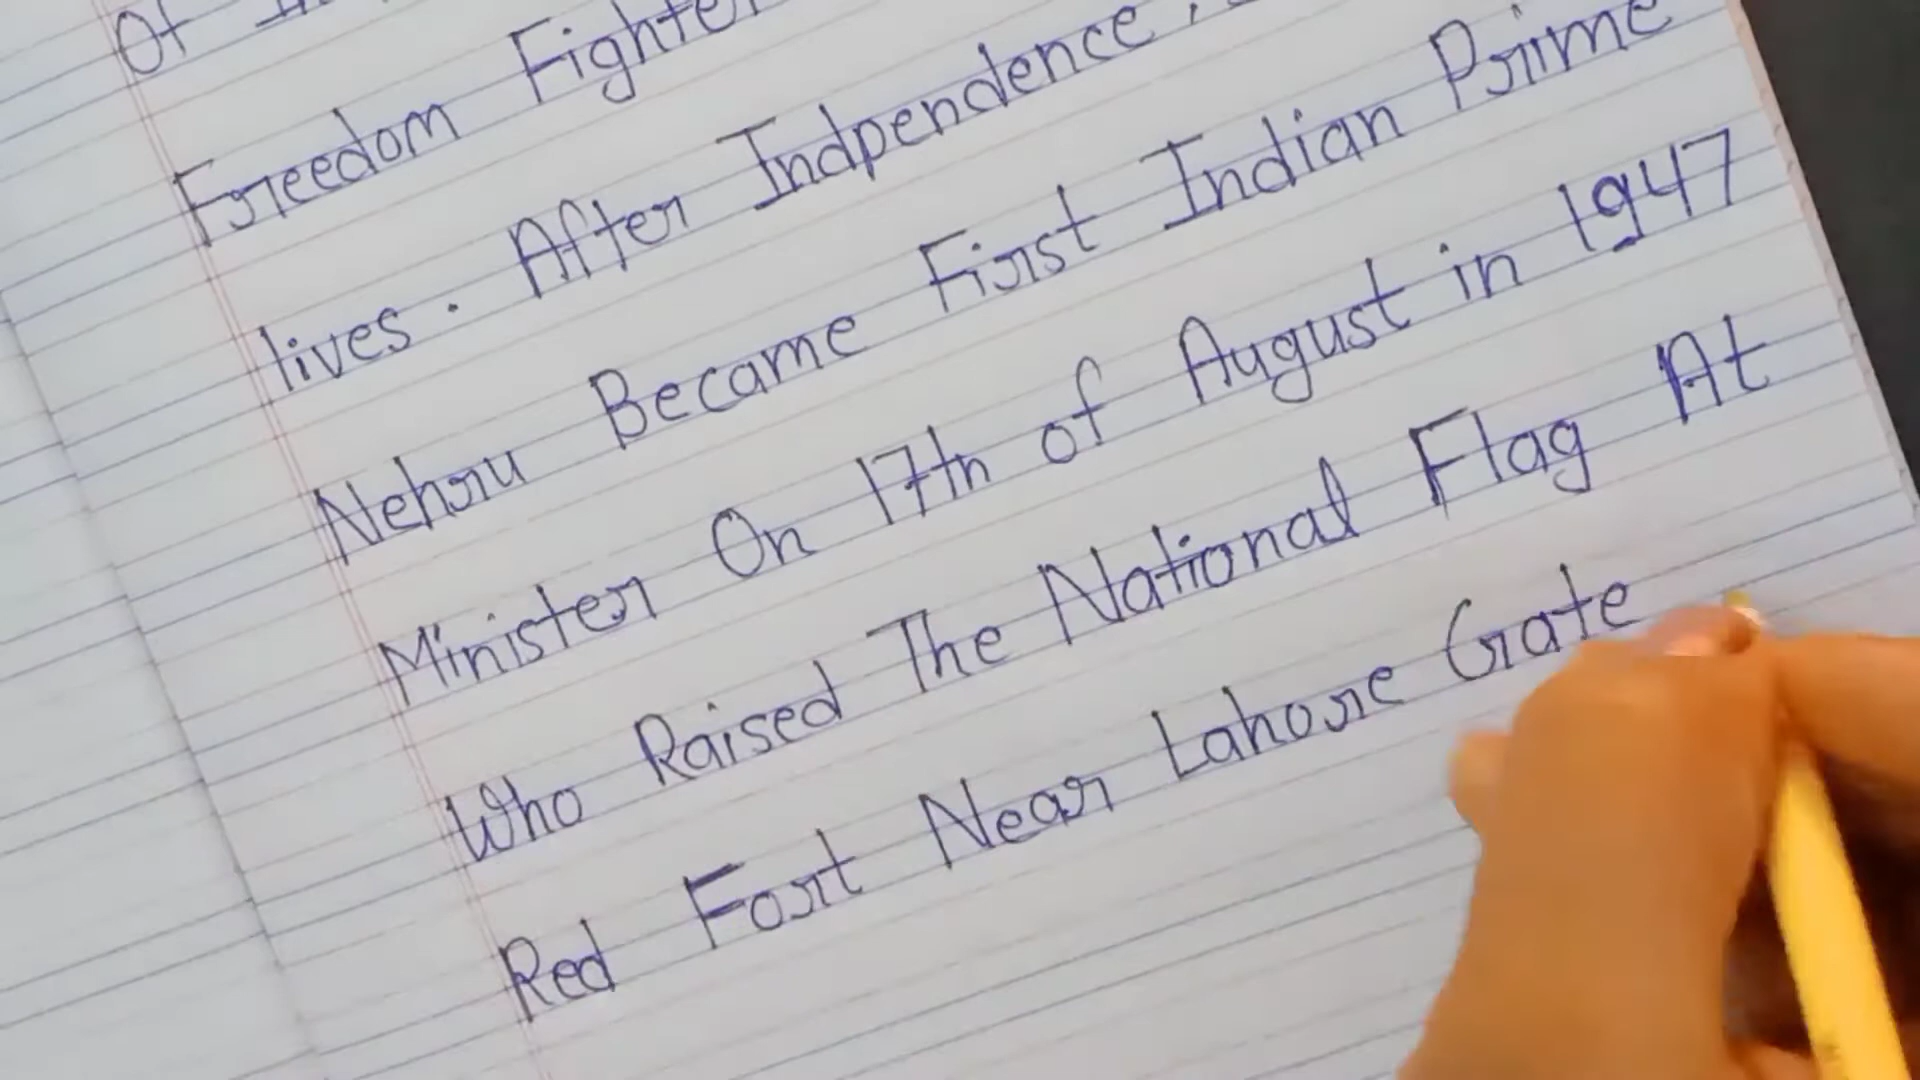 Of
Freedom Fighter
lives. After Indpendence,
Nehru Became First Indian Prime
Minister On 17th of August in 1947
Who Raised The National Flag At
Red Fort Near Lahore Gate